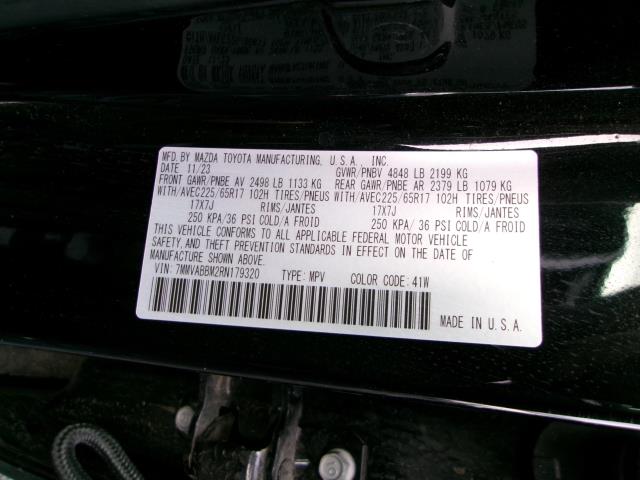 MFD. BY MAZDA TOYOTA MANUFACTURING, U.S.A., INC.
DATE 11/23 GVWR/PNBV 4848 LB 2199 KG
FRONT GAWR/PNBE AV 2498 LB 1133 KG REAR GAWR/PNBE AR 2379 LB 1079 KG
WITH/AVEC225/65R17 102H TIRES/PNEUS WITH/AVEC225/65R17 102H TIRES/PNEUS
17X7J RIMS/JANTES 17X7J RIMS/JANTES
250 KPA/36 PSI COLD/A FROID 250 KPA/ 36 PSI COLD/A FROID
THIS VEHICLE CONFORMS TO ALL APPLICABLE FEDERAL MOTOR VEHICLE
SAFETY, AND THEFT PREVENTION STANDARDS IN EFFECT ON THE DATE OF
MANUFACTURE SHOWN ABOVE.
VIN: 7MMVABBM2RN179320 TYPE: MPV COLOR CODE: 41W
MADE IN U.S.A.